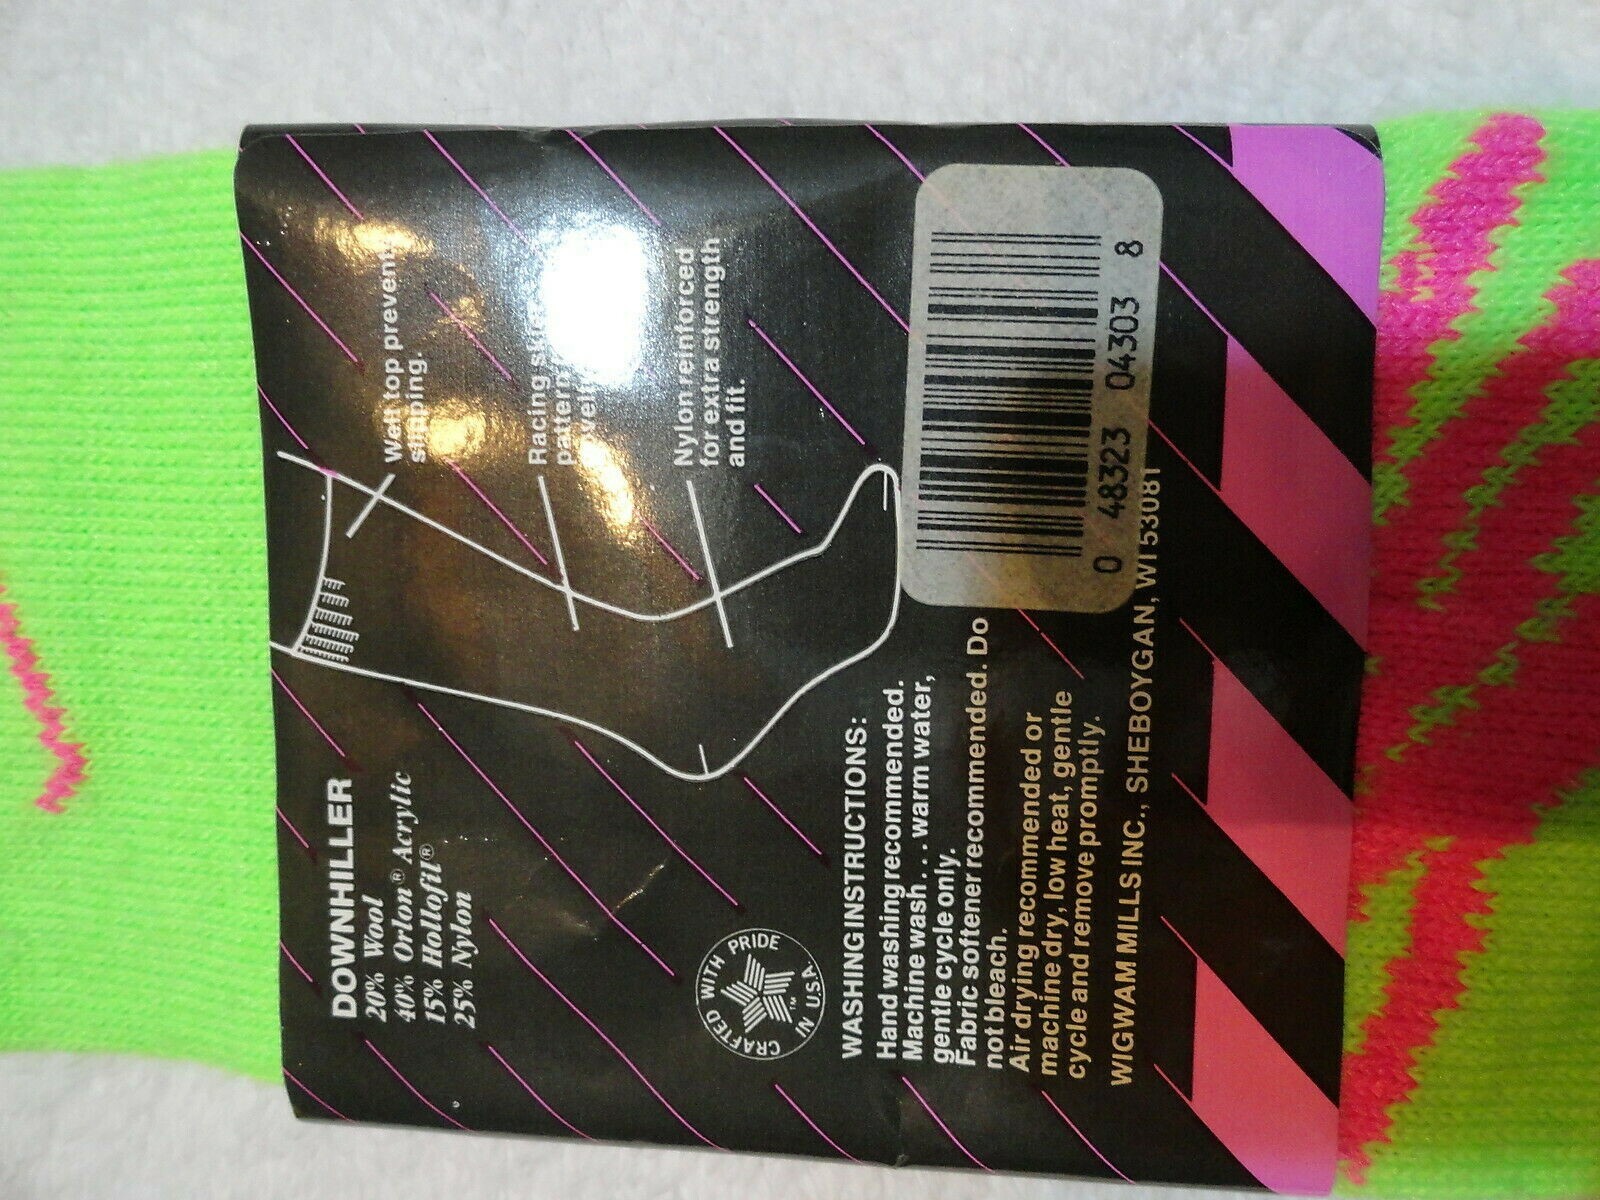 DOWNHILLER
20% Wool
40% Orlon® Acrylic
15% Hollofil®
25% Nylon
Welt top prevents
slipping.
Racing
pattern
Nylon reinforced
for extra strength
and fit.
CRAFTED WITH PRIDE
IN U.S.A.
TM
WASHING INSTRUCTIONS:
Hand washing recommended.
Machine wash...warm water,
gentle cycle only.
Fabric softener recommended. Do
not bleach.
Air drying recommended or
machine dry, low heat, gentle
cycle and remove promptly.
WIGWAM MILLS INC., SHEBOYGAN, WI 53081
0 48323 04303 8